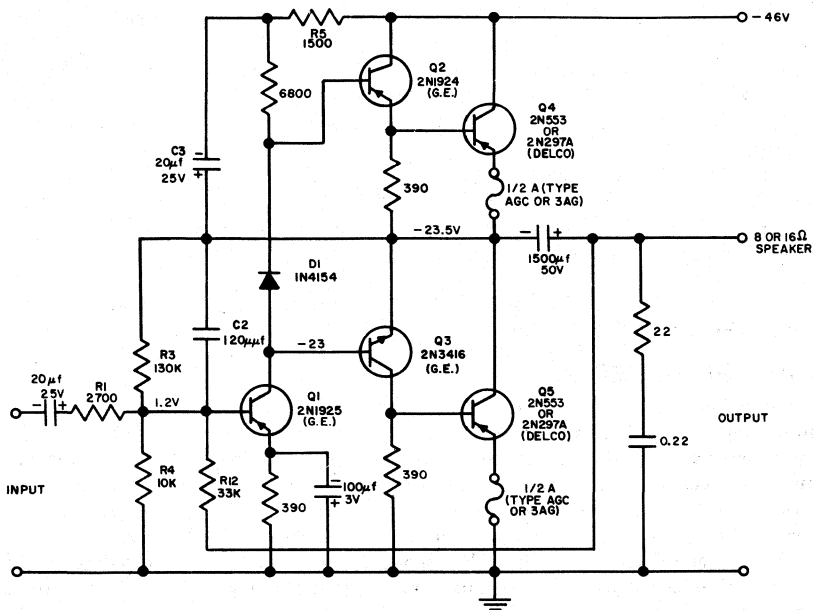 - 46V
R5
1500
Q2
2N1924
(G.E.)
6800
Q4
2N553
OR
2N297A
(DELCO)
C3
20µf
25V
-
+
390
1/2 A (TYPE
AGC OR 3AG)
-23.5V
-
+
1500µf
50V
8 OR 16Ω
SPEAKER
D1
1N4154
C2
120µµf
-23
Q3
2N3416
(G.E.)
22
R3
130K
20µf
25V
+
R1
2700
1.2V
Q1
2N1925
(G.E.)
Q5
2N553
OR
2N297A
(DELCO)
OUTPUT
0.22
INPUT
R4
10K
R12
33K
390
-
100µf
3V
+
390
1/2 A
(TYPE AGC
OR 3AG)